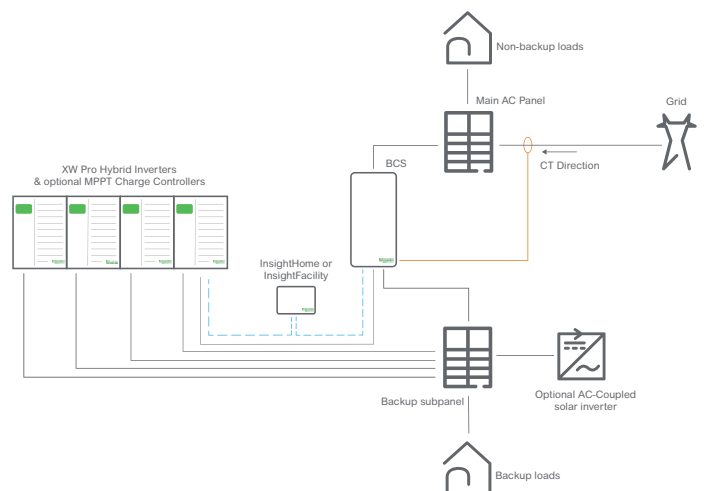 Non-backup loads
Main AC Panel
Grid
CT Direction
BCS
XW Pro Hybrid Inverters
& optional MPPT Charge Controllers
InsightHome or
InsightFacility
Backup subpanel
Optional AC-Coupled
solar inverter
Backup loads